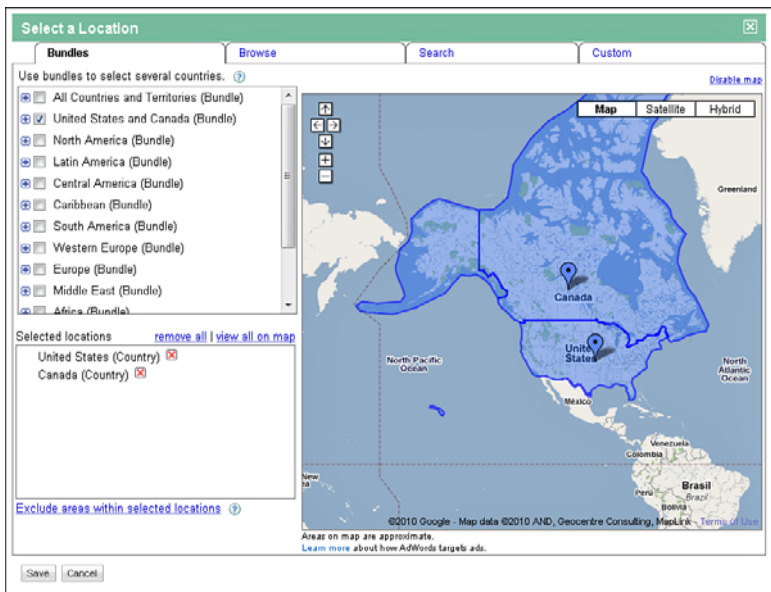 Select a Location
Bundles Browse Search Custom
Use bundles to select several countries.
Disable map
All Countries and Territories (Bundle)
United States and Canada (Bundle)
North America (Bundle)
Latin America (Bundle)
Central America (Bundle)
Caribbean (Bundle)
South America (Bundle)
Western Europe (Bundle)
Europe (Bundle)
Middle East (Bundle)
Africa (Bundle)
Selected locations remove all | view all on map
United States (Country)
Canada (Country)
Exclude areas within selected locations
Map Satellite Hybrid
Greenland
Canada
United
States
North Pacific
Ocean
North
Atlantic
Ocean
México
Venezuela
Colombia
New
Perú
Brasil
Brazil
Bolivia
©2010 Google - Map data ©2010 AND, Geocentre Consulting, MapLink - Terms of Use
Areas on map are approximate.
Learn more about how AdWords targets ads.
Save Cancel